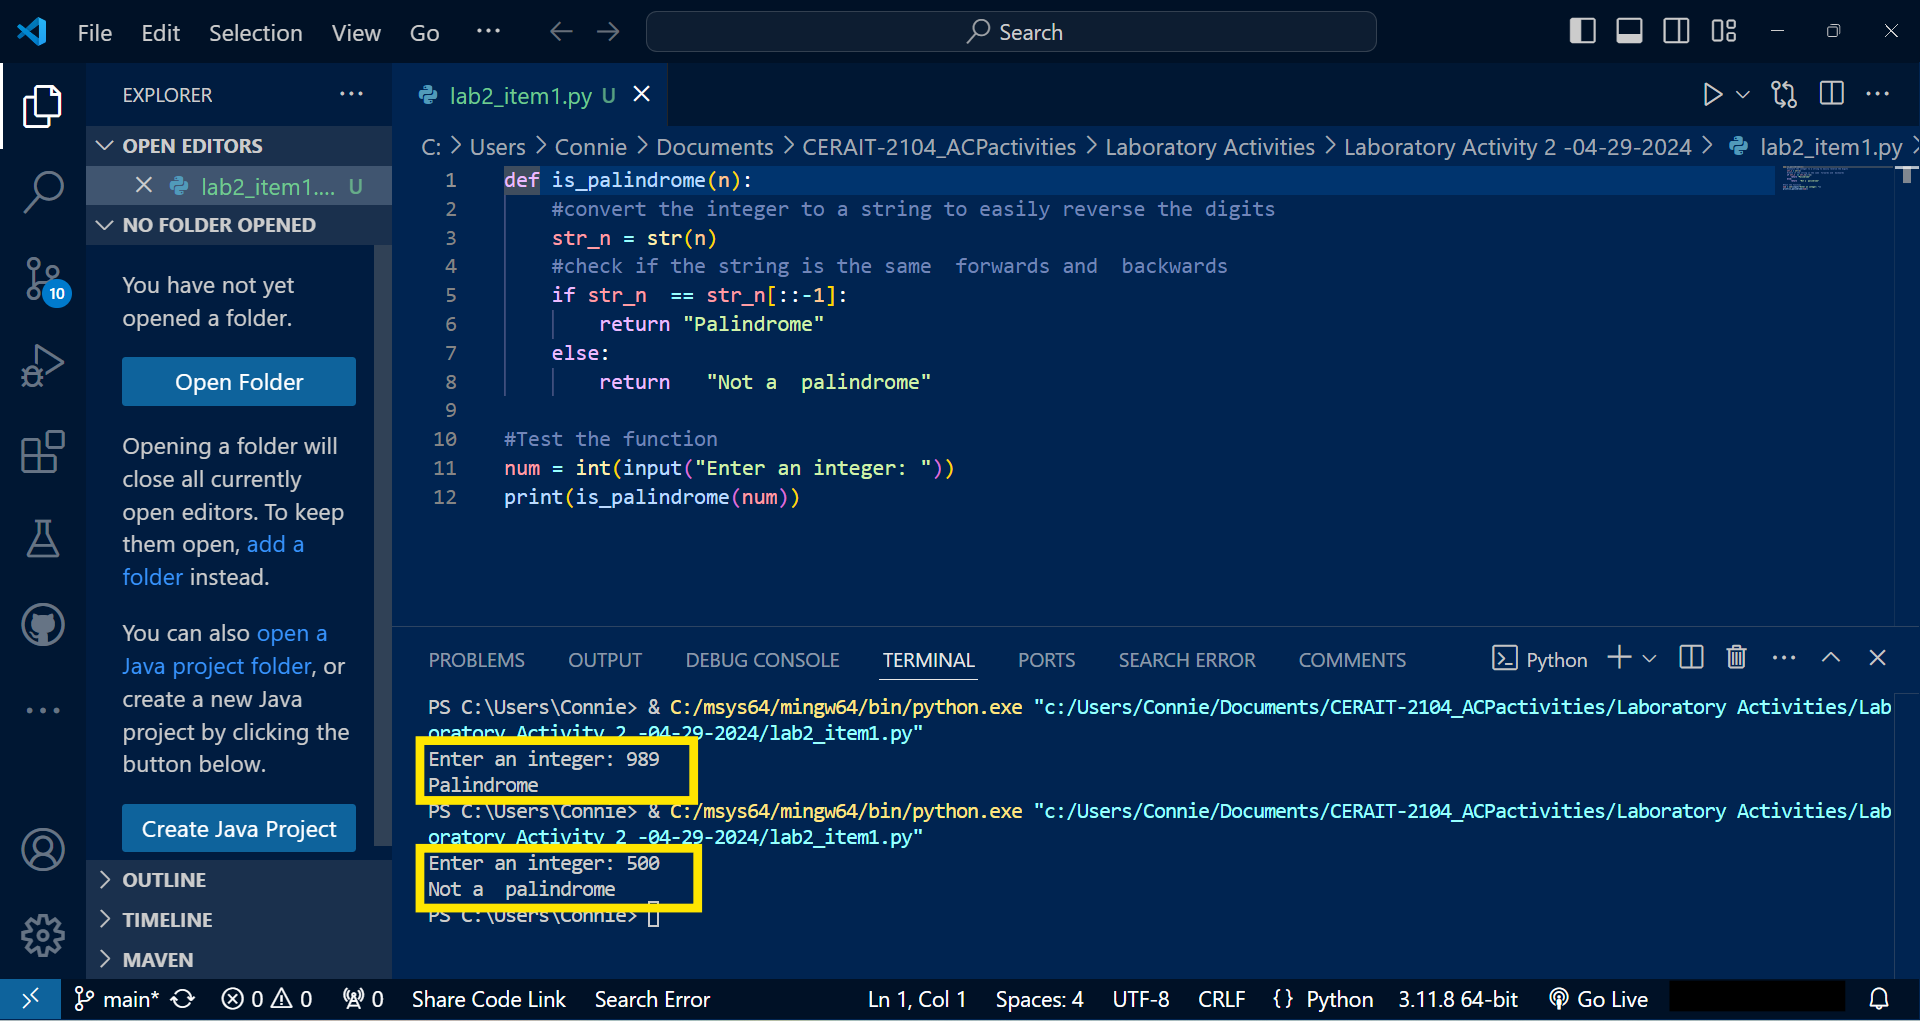 File Edit Selection View Go ··· Search
EXPLORER ···
OPEN EDITORS
lab2_item1.... U
NO FOLDER OPENED
You have not yet
opened a folder.
Open Folder
Opening a folder will
close all currently
open editors. To keep
them open, add a
folder instead.
You can also open a
Java project folder, or
create a new Java
project by clicking the
button below.
Create Java Project
OUTLINE
TIMELINE
MAVEN
10
lab2_item1.py U
C: > Users > Connie > Documents > CERAIT-2104_ACPactivities > Laboratory Activities > Laboratory Activity 2 -04-29-2024 > lab2_item1.py >
1 def is_palindrome(n):
2     #convert the integer to a string to easily reverse the digits
3     str_n = str(n)
4     #check if the string is the same  forwards and  backwards
5     if str_n  == str_n[::-1]:
6         return "Palindrome"
7     else:
8         return   "Not a  palindrome"
9
10 #Test the function
11 num = int(input("Enter an integer: "))
12 print(is_palindrome(num))
PROBLEMS OUTPUT DEBUG CONSOLE TERMINAL PORTS SEARCH ERROR COMMENTS Python
PS C:\Users\Connie> & C:/msys64/mingw64/bin/python.exe "c:/Users/Connie/Documents/CERAIT-2104_ACPactivities/Laboratory Activities/Lab
oratory Activity 2 -04-29-2024/lab2_item1.py"
Enter an integer: 989
Palindrome
PS C:\Users\Connie> & C:/msys64/mingw64/bin/python.exe "c:/Users/Connie/Documents/CERAIT-2104_ACPactivities/Laboratory Activities/Lab
oratory Activity 2 -04-29-2024/lab2_item1.py"
Enter an integer: 500
Not a  palindrome
PS C:\Users\Connie>
main* 0 0 0 Share Code Link Search Error Ln 1, Col 1 Spaces: 4 UTF-8 CRLF {} Python 3.11.8 64-bit Go Live